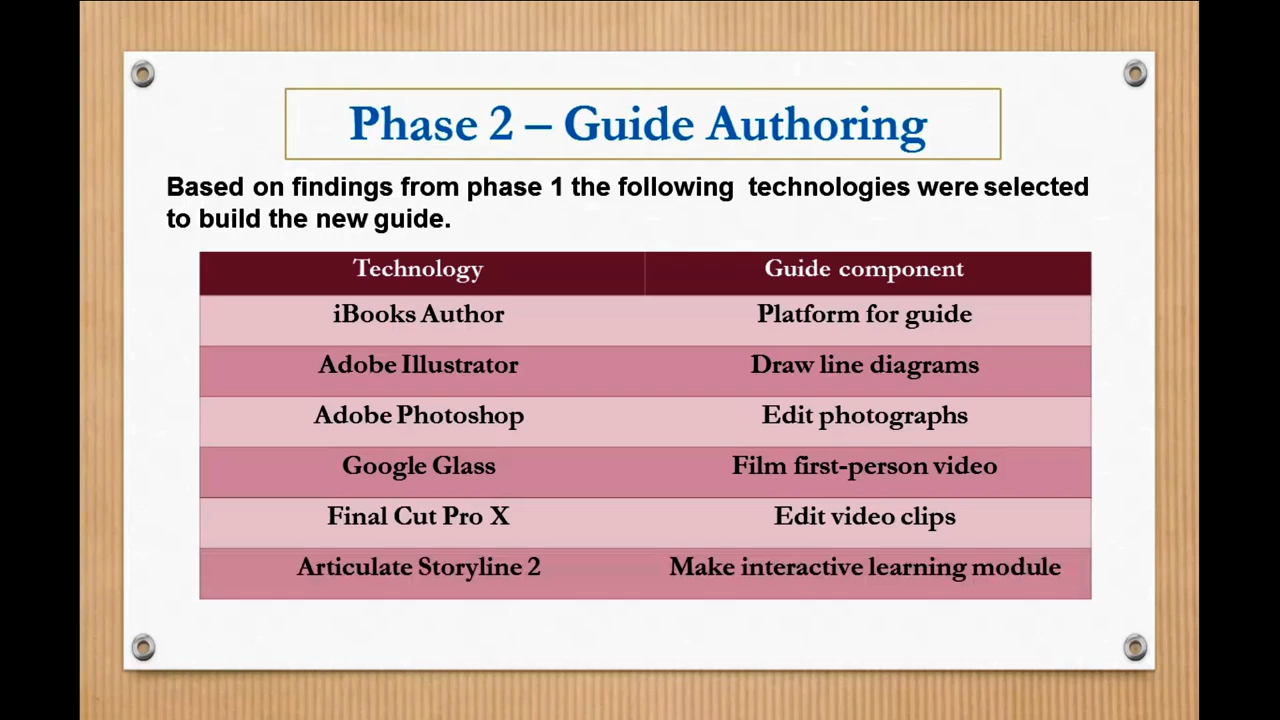 Phase 2 – Guide Authoring
Based on findings from phase 1 the following technologies were selected
to build the new guide.
Technology Guide component
iBooks Author Platform for guide
Adobe Illustrator Draw line diagrams
Adobe Photoshop Edit photographs
Google Glass Film first-person video
Final Cut Pro X Edit video clips
Articulate Storyline 2 Make interactive learning module